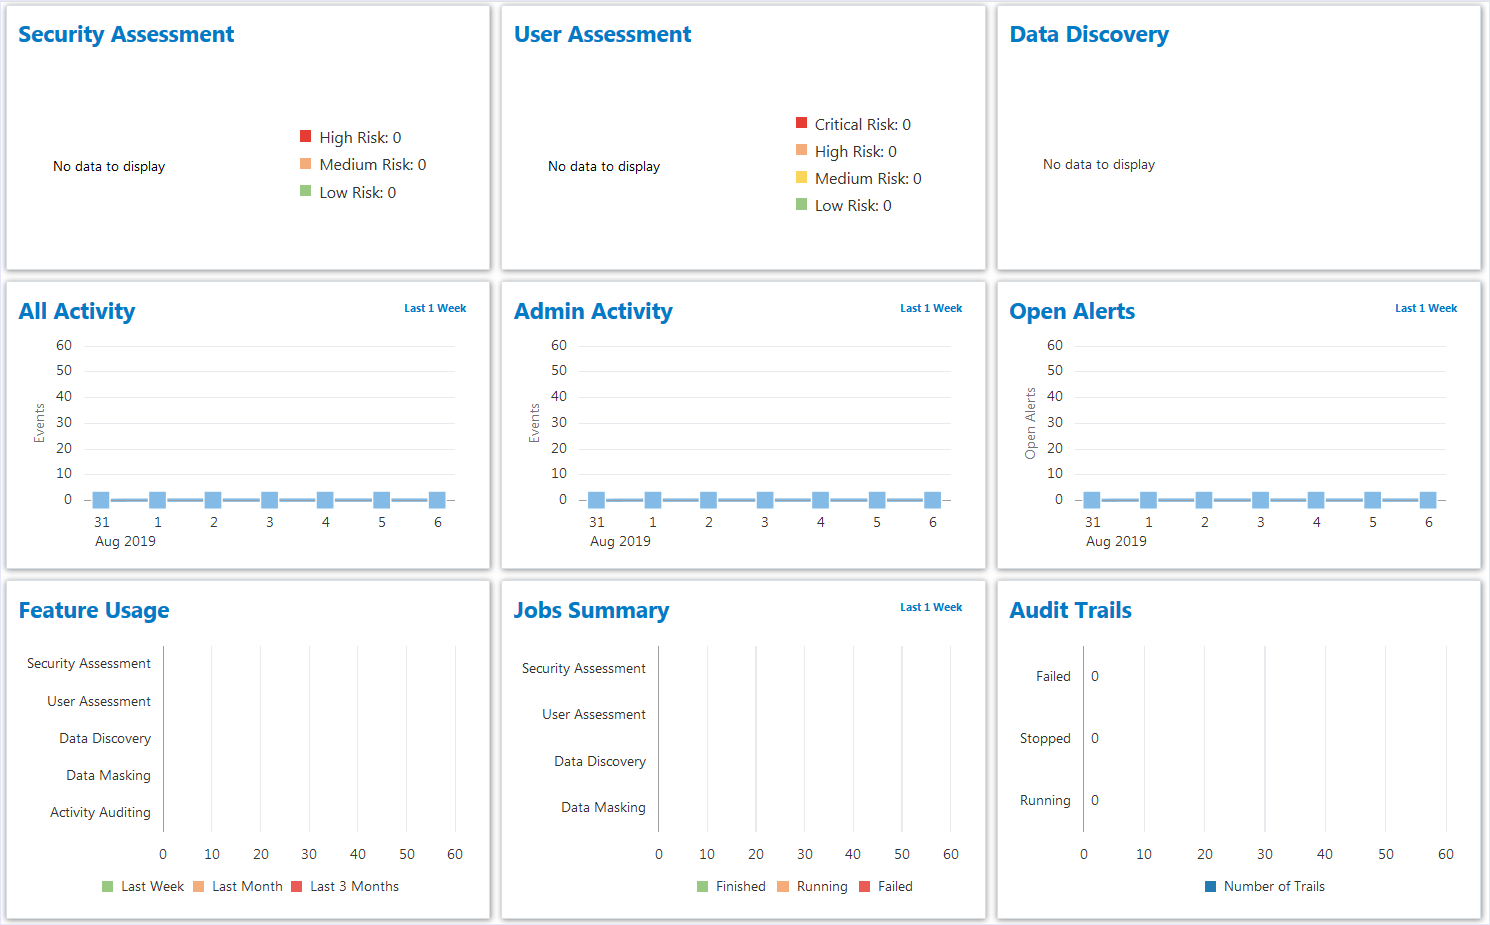 Security Assessment
No data to display
High Risk: 0
Medium Risk: 0
Low Risk: 0
User Assessment
No data to display
Critical Risk: 0
High Risk: 0
Medium Risk: 0
Low Risk: 0
Data Discovery
No data to display
All Activity
Last 1 Week
Events
60
50
40
30
20
10
0
31 1 2 3 4 5 6
Aug 2019
Admin Activity
Last 1 Week
Events
60
50
40
30
20
10
0
31 1 2 3 4 5 6
Aug 2019
Open Alerts
Last 1 Week
Open Alerts
60
50
40
30
20
10
0
31 1 2 3 4 5 6
Aug 2019
Feature Usage
Security Assessment
User Assessment
Data Discovery
Data Masking
Activity Auditing
0 10 20 30 40 50 60
Last Week Last Month Last 3 Months
Jobs Summary
Last 1 Week
Security Assessment
User Assessment
Data Discovery
Data Masking
0 10 20 30 40 50 60
Finished Running Failed
Audit Trails
Failed 0
Stopped 0
Running 0
0 10 20 30 40 50 60
Number of Trails